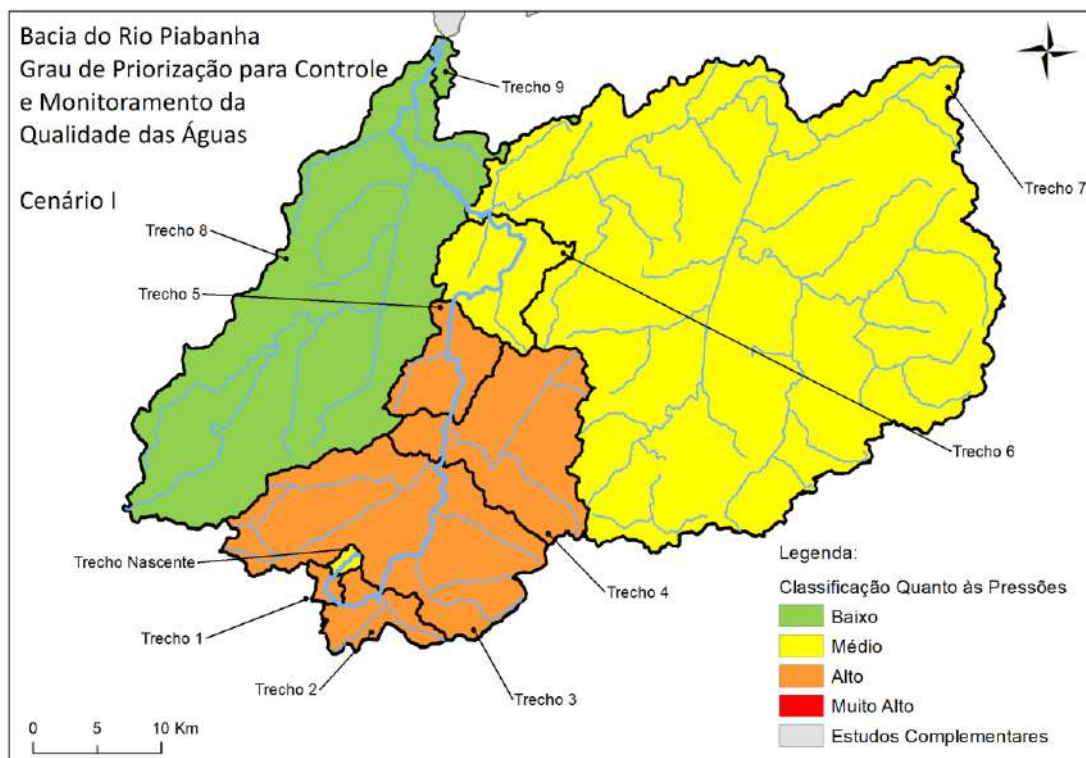 Bacia do Rio Piabanha
Grau de Priorização para Controle
e Monitoramento da
Qualidade das Águas
Cenário I
Trecho 9
Trecho 7
Trecho 8
Trecho 5
Trecho 6
Trecho Nascente
Trecho 4
Trecho 1
Trecho 2
Trecho 3
Legenda:
Classificação Quanto às Pressões
Baixo
Médio
Alto
Muito Alto
Estudos Complementares
0 5 10 Km